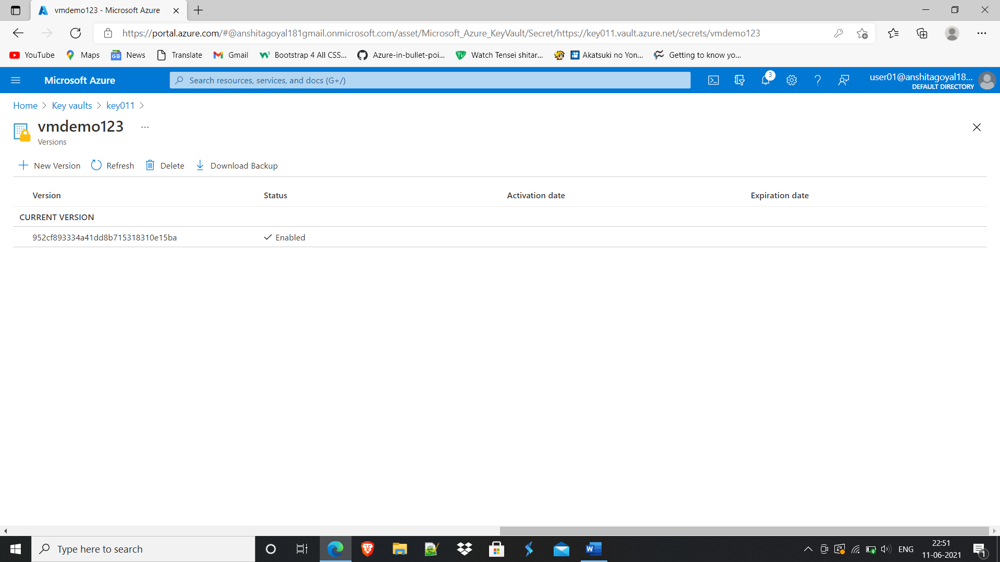 vmdemo123 - Microsoft Azure
https://portal.azure.com/#@anshitagoyal181gmail.onmicrosoft.com/asset/Microsoft_Azure_KeyVault/Secret/https://key011.vault.azure.net/secrets/vmdemo123
YouTube Maps News Translate Gmail Bootstrap 4 All CSS... Azure-in-bullet-poi... Watch Tensei shitar... Akatsuki no Yon... Getting to know yo...
Microsoft Azure
Search resources, services, and docs (G+/)
3
user01@anshitagoyal18...
DEFAULT DIRECTORY
Home > Key vaults > key011 >
vmdemo123 ...
Versions
New Version Refresh Delete Download Backup
Version Status Activation date Expiration date
CURRENT VERSION
952cf893334a41dd8b715318310e15ba Enabled
Type here to search
ENG
22:51
11-06-2021
1